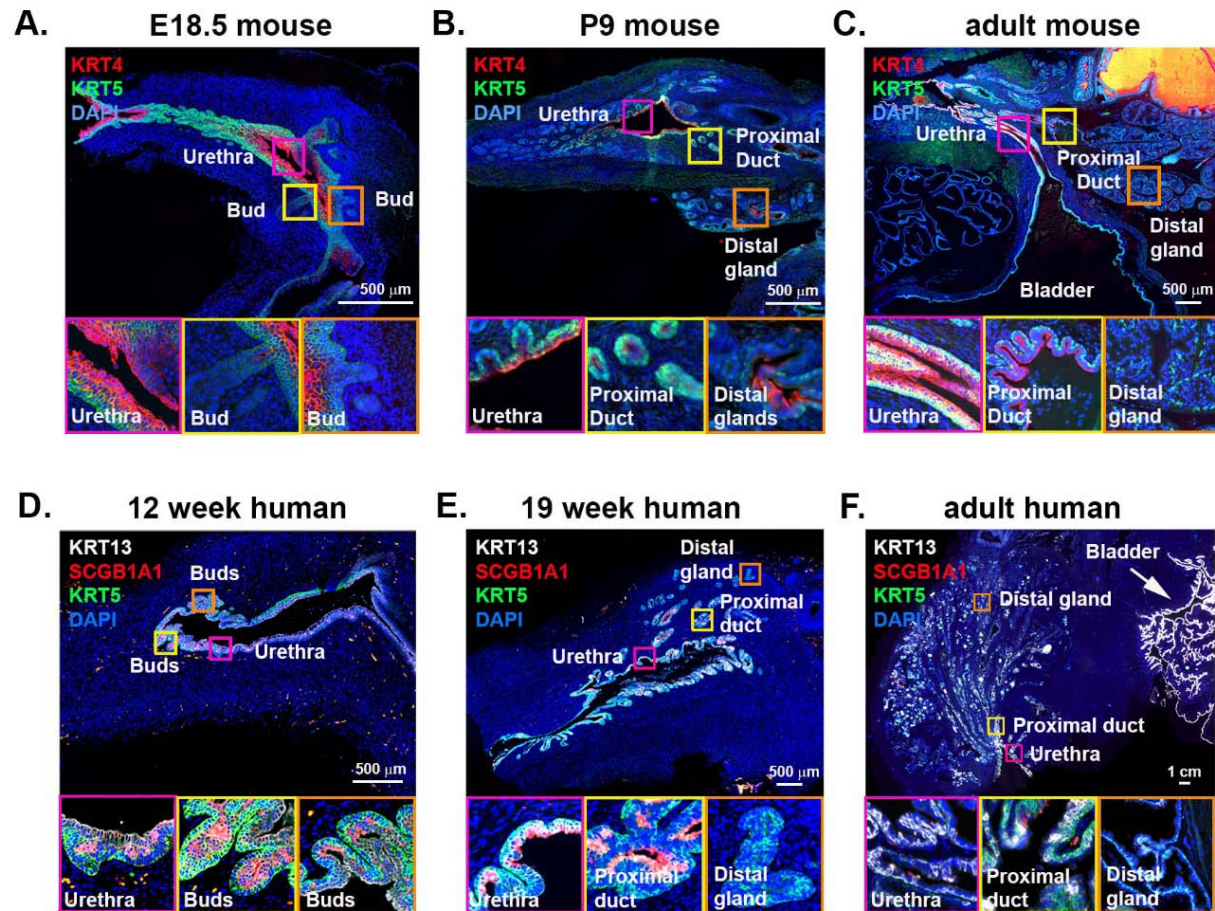 A.
E18.5 mouse
KRT4
KRT5
DAPI
Urethra
Bud
Bud
500 µm
Urethra
Bud
Bud
B.
P9 mouse
KRT4
KRT5
DAPI
Urethra
Proximal
Duct
Distal
gland
500 µm
Urethra
Proximal
Duct
Distal
glands
C.
adult mouse
KRT4
KRT5
DAPI
Urethra
Proximal
Duct
Distal
gland
Bladder
500 µm
Urethra
Proximal
Duct
Distal
gland
D.
12 week human
KRT13
SCGB1A1
KRT5
DAPI
Buds
Buds
Urethra
500 µm
Urethra
Buds
Buds
E.
19 week human
KRT13
SCGB1A1
KRT5
DAPI
Distal
gland
Proximal
duct
Urethra
500 µm
Urethra
Proximal
duct
Distal
gland
F.
adult human
KRT13
SCGB1A1
KRT5
DAPI
Bladder
Distal gland
Proximal duct
Urethra
1 cm
Urethra
Proximal
duct
Distal
gland